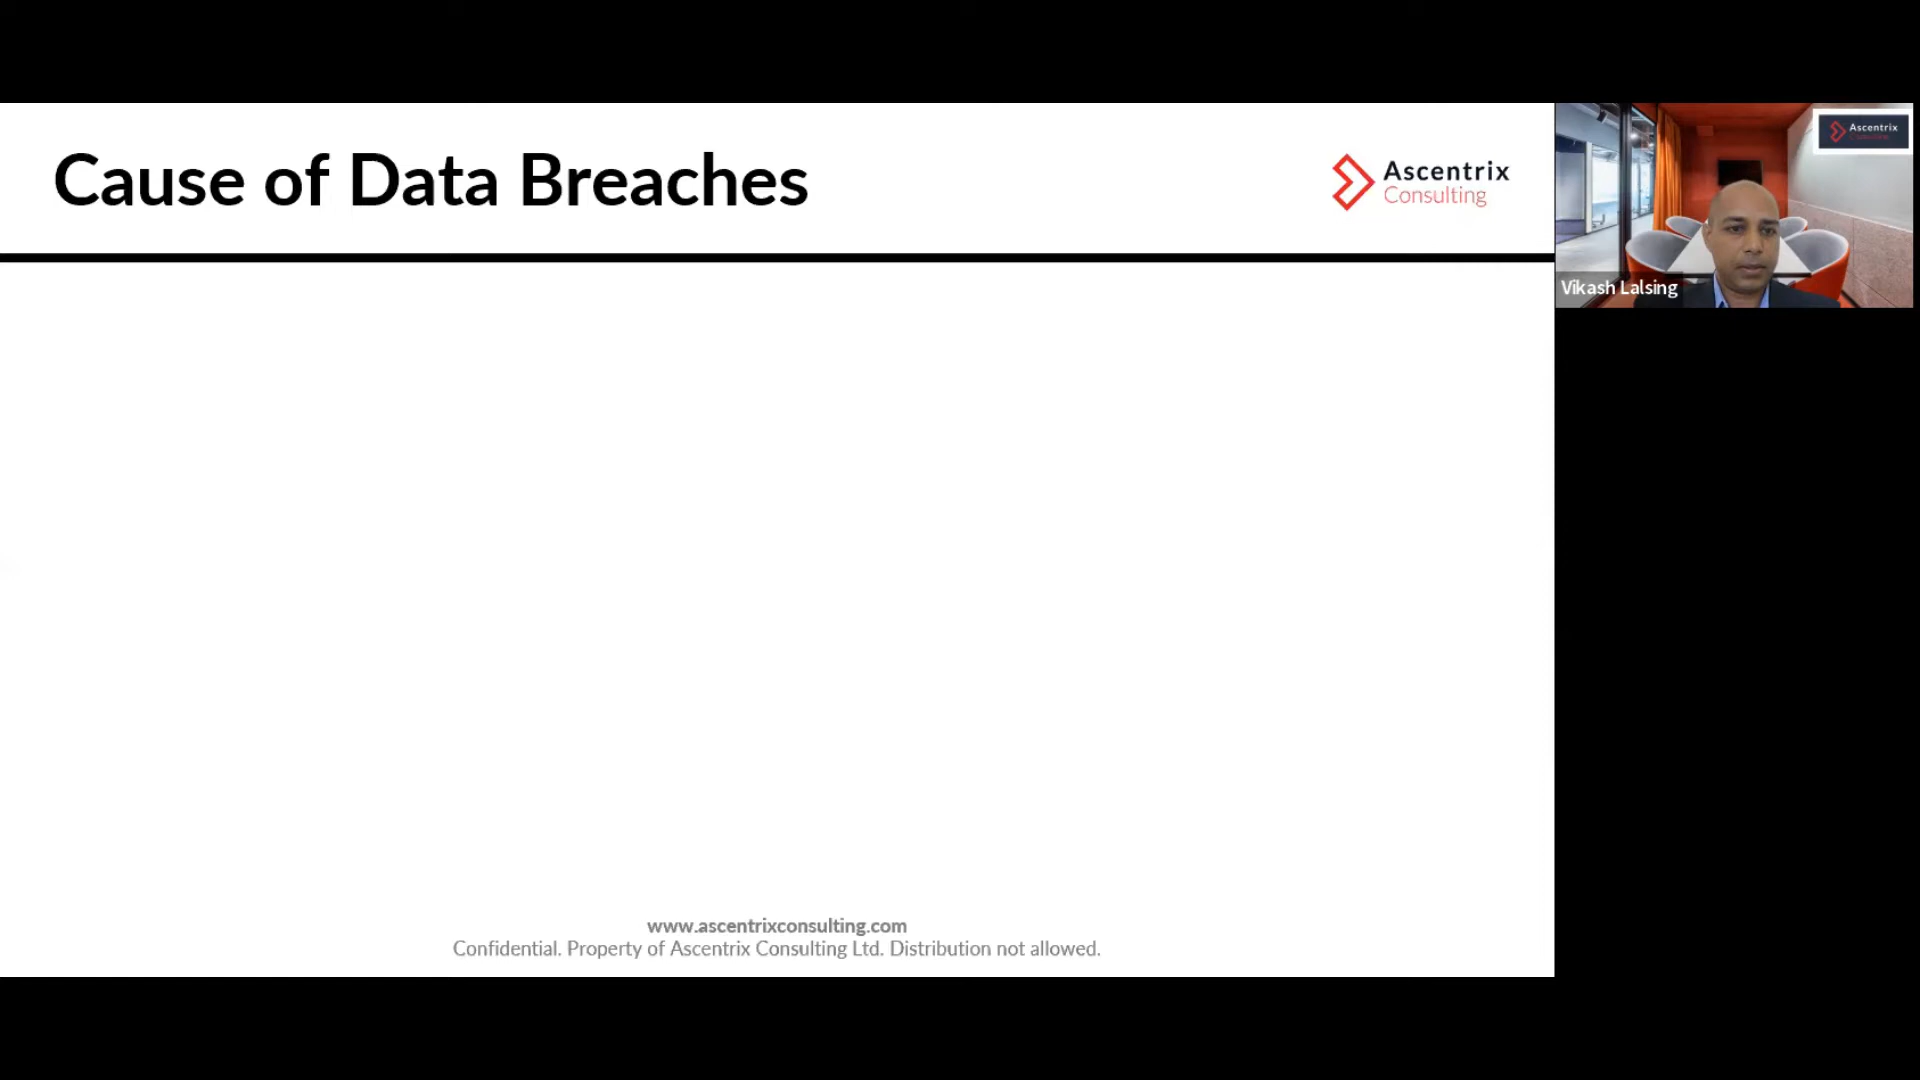 Cause of Data Breaches
Ascentrix
Consulting
Ascentrix
Vikash Lalsing
www.ascentrixconsulting.com
Confidential. Property of Ascentrix Consulting Ltd. Distribution not allowed.